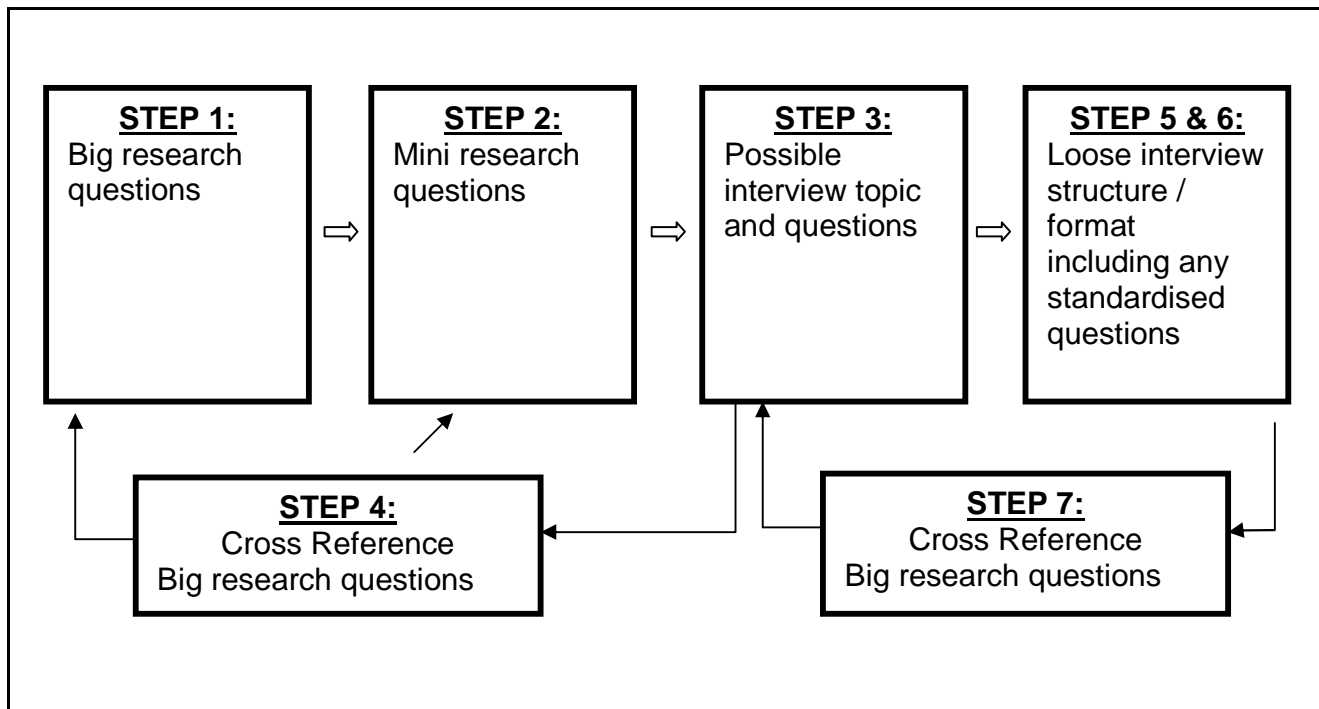 STEP 1:
Big research
questions
STEP 2:
Mini research
questions
STEP 3:
Possible
interview topic
and questions
STEP 5 & 6:
Loose interview
structure /
format
including any
standardised
questions
STEP 4:
Cross Reference
Big research questions
STEP 7:
Cross Reference
Big research questions